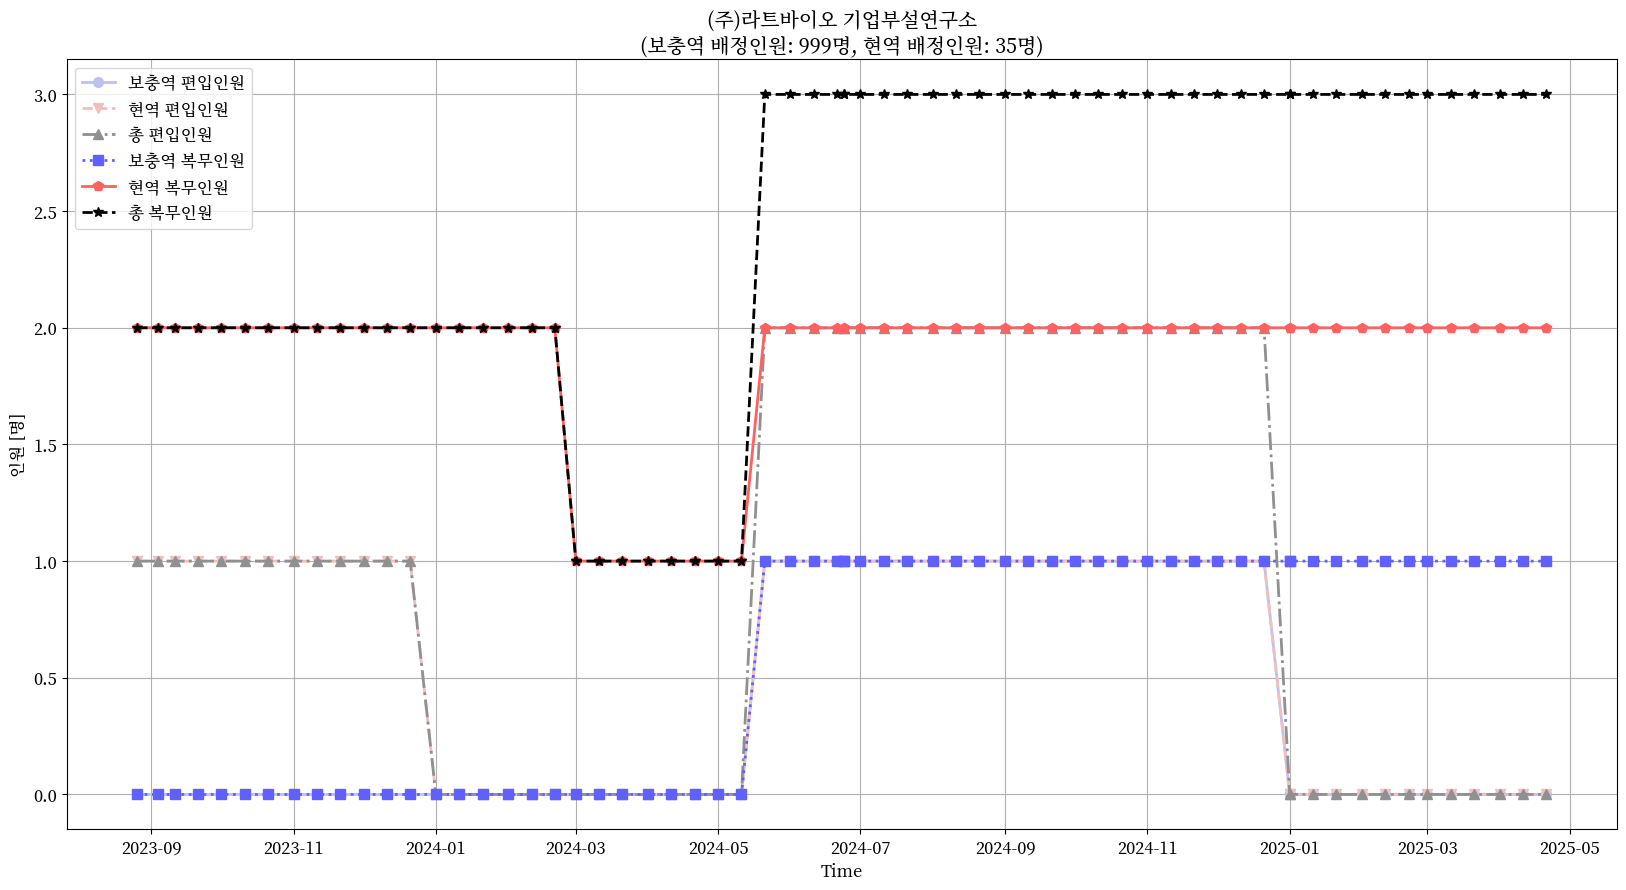 (주)라트바이오 기업부설연구소
(보충역 배정인원: 999명, 현역 배정인원: 35명)
보충역 편입인원
현역 편입인원
총 편입인원
보충역 복무인원
현역 복무인원
총 복무인원
3.0
2.5
2.0
1.5
1.0
0.5
0.0
인원 [명]
2023-09
2023-11
2024-01
2024-03
2024-05
2024-07
2024-09
2024-11
2025-01
2025-03
2025-05
Time